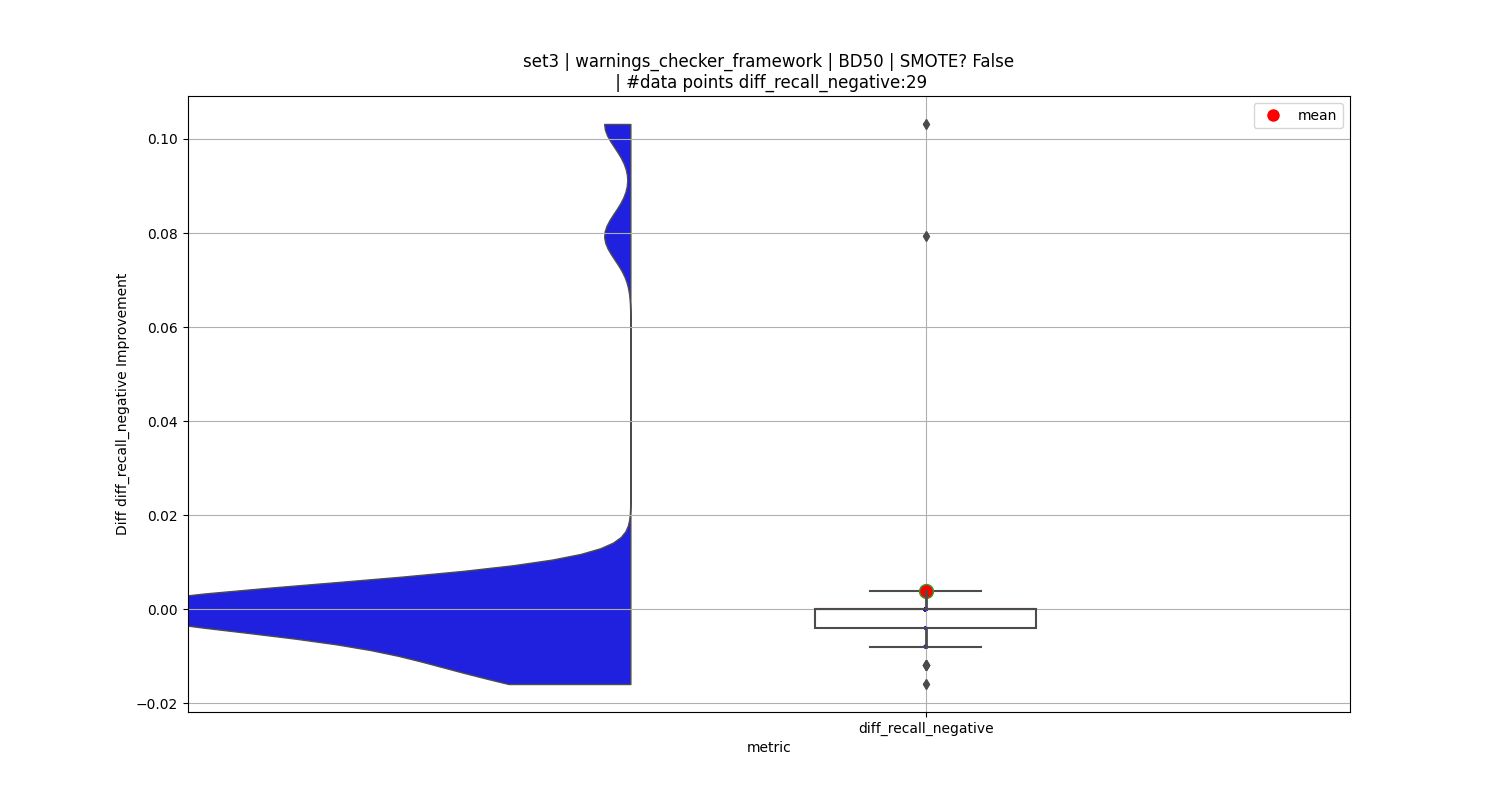 set3 | warnings_checker_framework | BD50 | SMOTE? False
| #data points diff_recall_negative:29
mean
0.10
0.08
0.06
0.04
0.02
0.00
−0.02
Diff diff_recall_negative Improvement
diff_recall_negative
metric